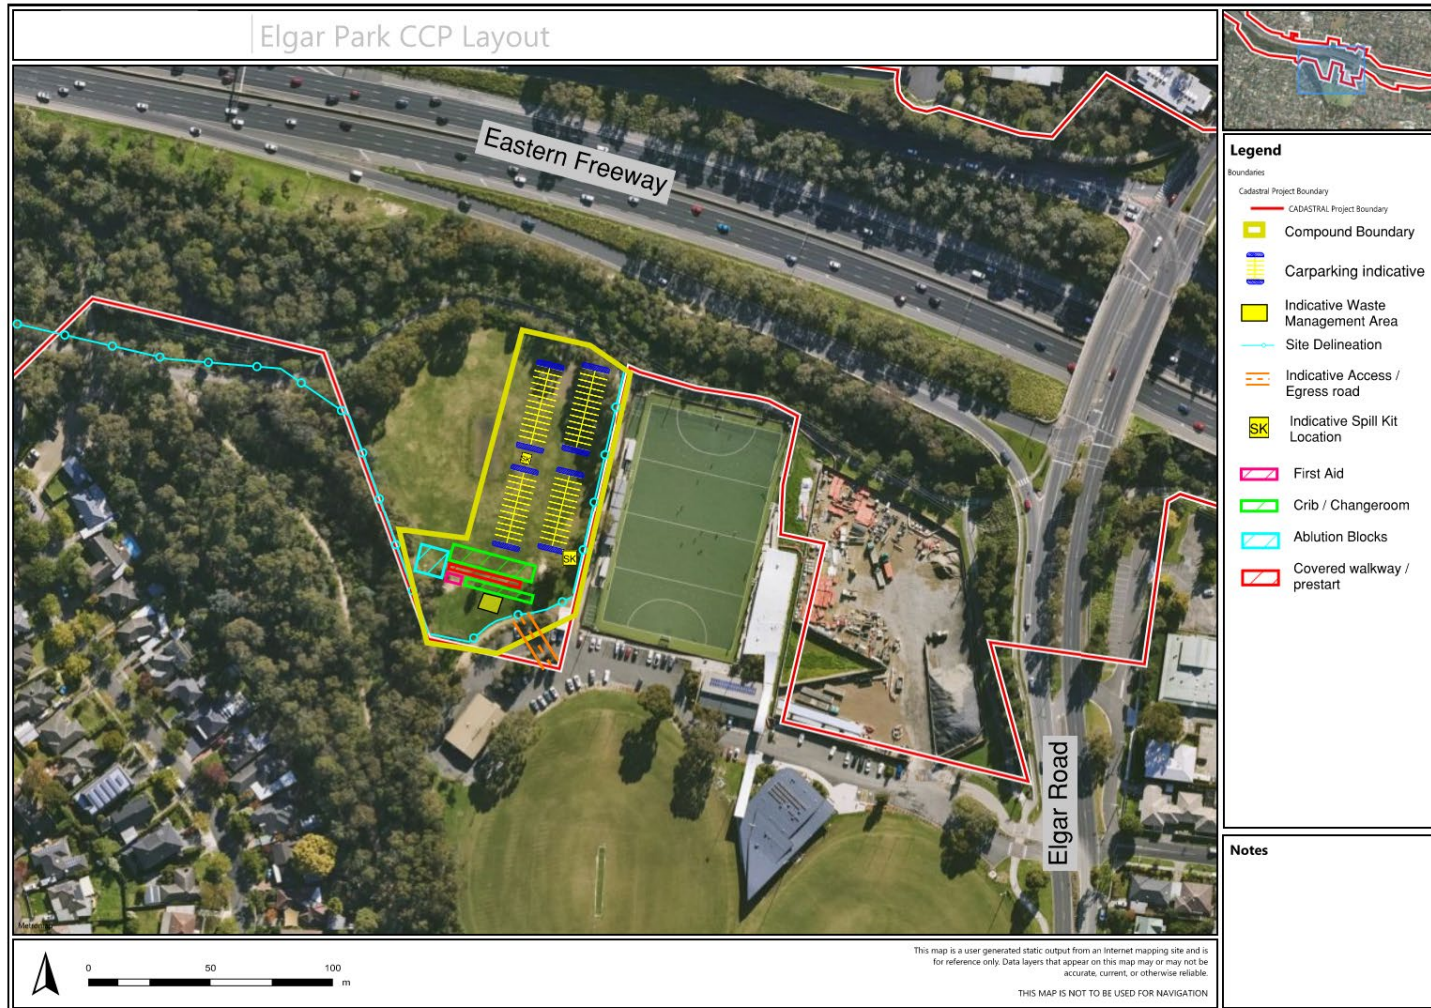 Elgar Park CCP Layout
Eastern Freeway
Elgar Road
SK
SK
Legend
Boundaries
Cadastral Project Boundary
CADASTRAL Project Boundary
Compound Boundary
Carparking indicative
Indicative Waste
Management Area
Site Delineation
Indicative Access /
Egress road
SK
Indicative Spill Kit
Location
First Aid
Crib / Changeroom
Ablution Blocks
Covered walkway /
prestart
Notes
0 50 100
m
This map is a user generated static output from an Internet mapping site and is
for reference only. Data layers that appear on this map may or may not be
accurate, current, or otherwise reliable.
THIS MAP IS NOT TO BE USED FOR NAVIGATION